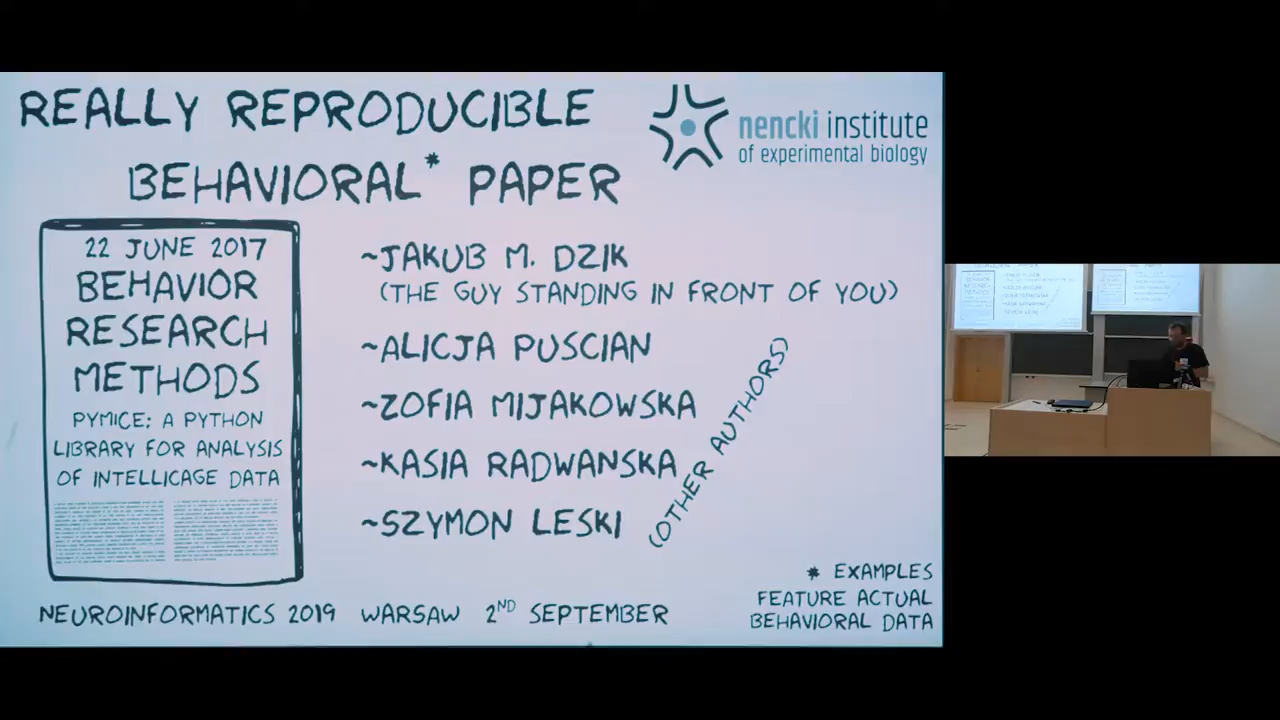 REALLY REPRODUCIBLE
BEHAVIORAL* PAPER
nencki institute
of experimental biology
22 JUNE 2017
BEHAVIOR
RESEARCH
METHODS
PYMICE: A PYTHON
LIBRARY FOR ANALYSIS
OF INTELLICAGE DATA
~JAKUB M. DZIK
(THE GUY STANDING IN FRONT OF YOU)
~ALICJA PUSCIAN
~ZOFIA MIJAKOWSKA
~KASIA RADWANSKA
~SZYMON LESKI
(OTHER AUTHORS)
* EXAMPLES
FEATURE ACTUAL
BEHAVIORAL DATA
NEUROINFORMATICS 2019 WARSAW 2ND SEPTEMBER